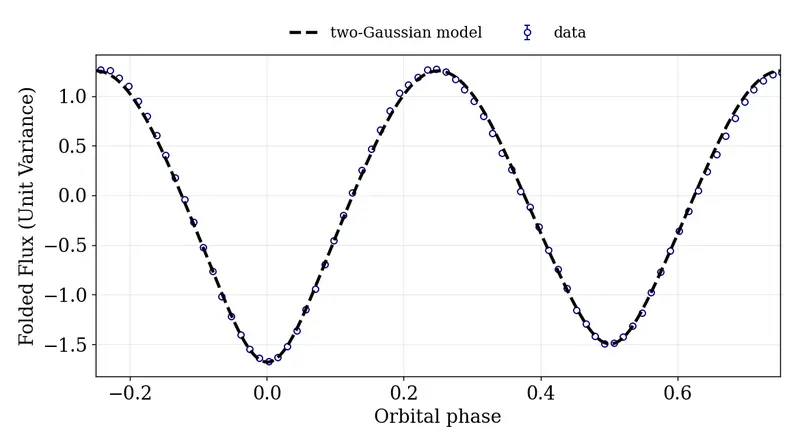 two-Gaussian model data
Folded Flux (Unit Variance)
1.0
0.5
0.0
−0.5
−1.0
−1.5
−0.2 0.0 0.2 0.4 0.6
Orbital phase